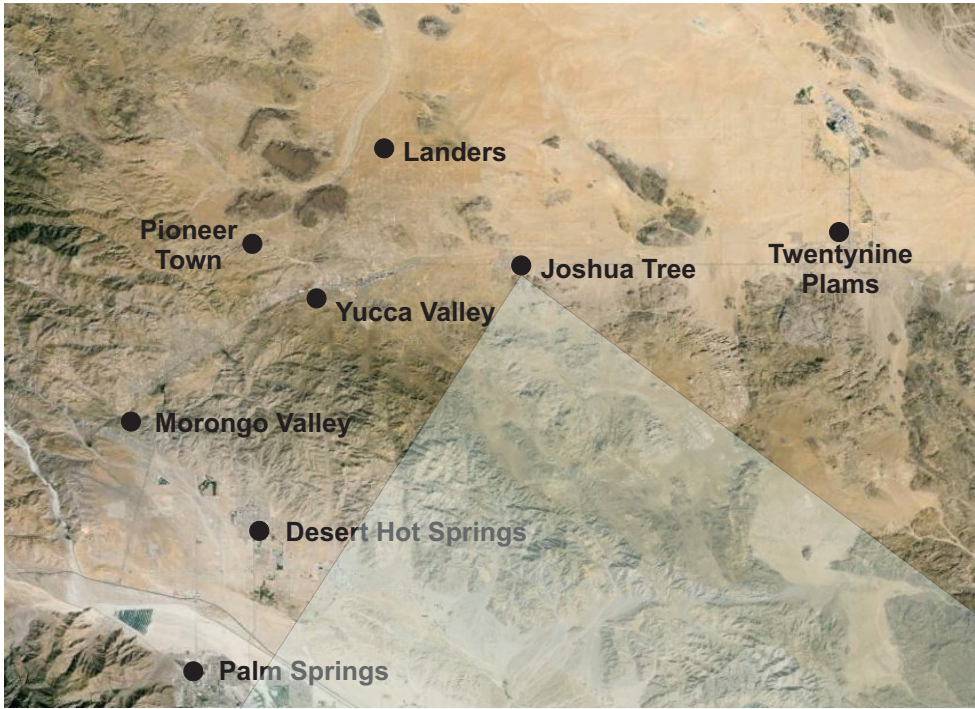 Landers
Pioneer
Town
Joshua Tree
Twentynine
Plams
Yucca Valley
Morongo Valley
Desert Hot Springs
Palm Springs